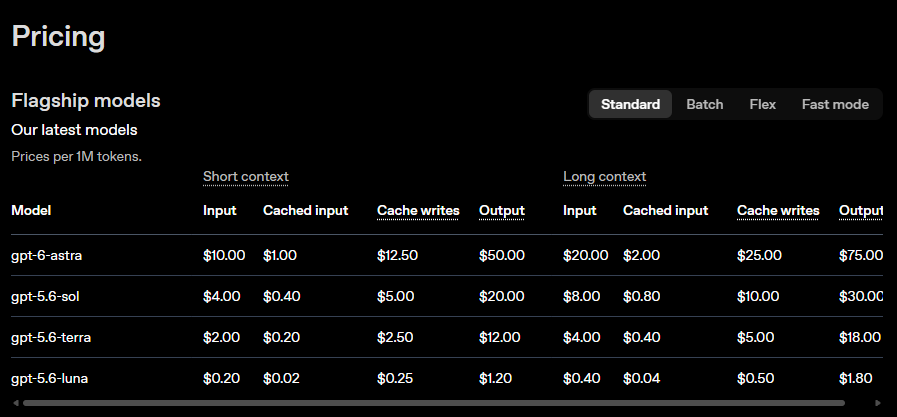 Pricing
Flagship models
Standard Batch Flex Fast mode
Our latest models
Prices per 1M tokens.
Short context Long context
Model Input Cached input Cache writes Output Input Cached input Cache writes Output
gpt-6-astra $10.00 $1.00 $12.50 $50.00 $20.00 $2.00 $25.00 $75.00
gpt-5.6-sol $4.00 $0.40 $5.00 $20.00 $8.00 $0.80 $10.00 $30.00
gpt-5.6-terra $2.00 $0.20 $2.50 $12.00 $4.00 $0.40 $5.00 $18.00
gpt-5.6-luna $0.20 $0.02 $0.25 $1.20 $0.40 $0.04 $0.50 $1.80